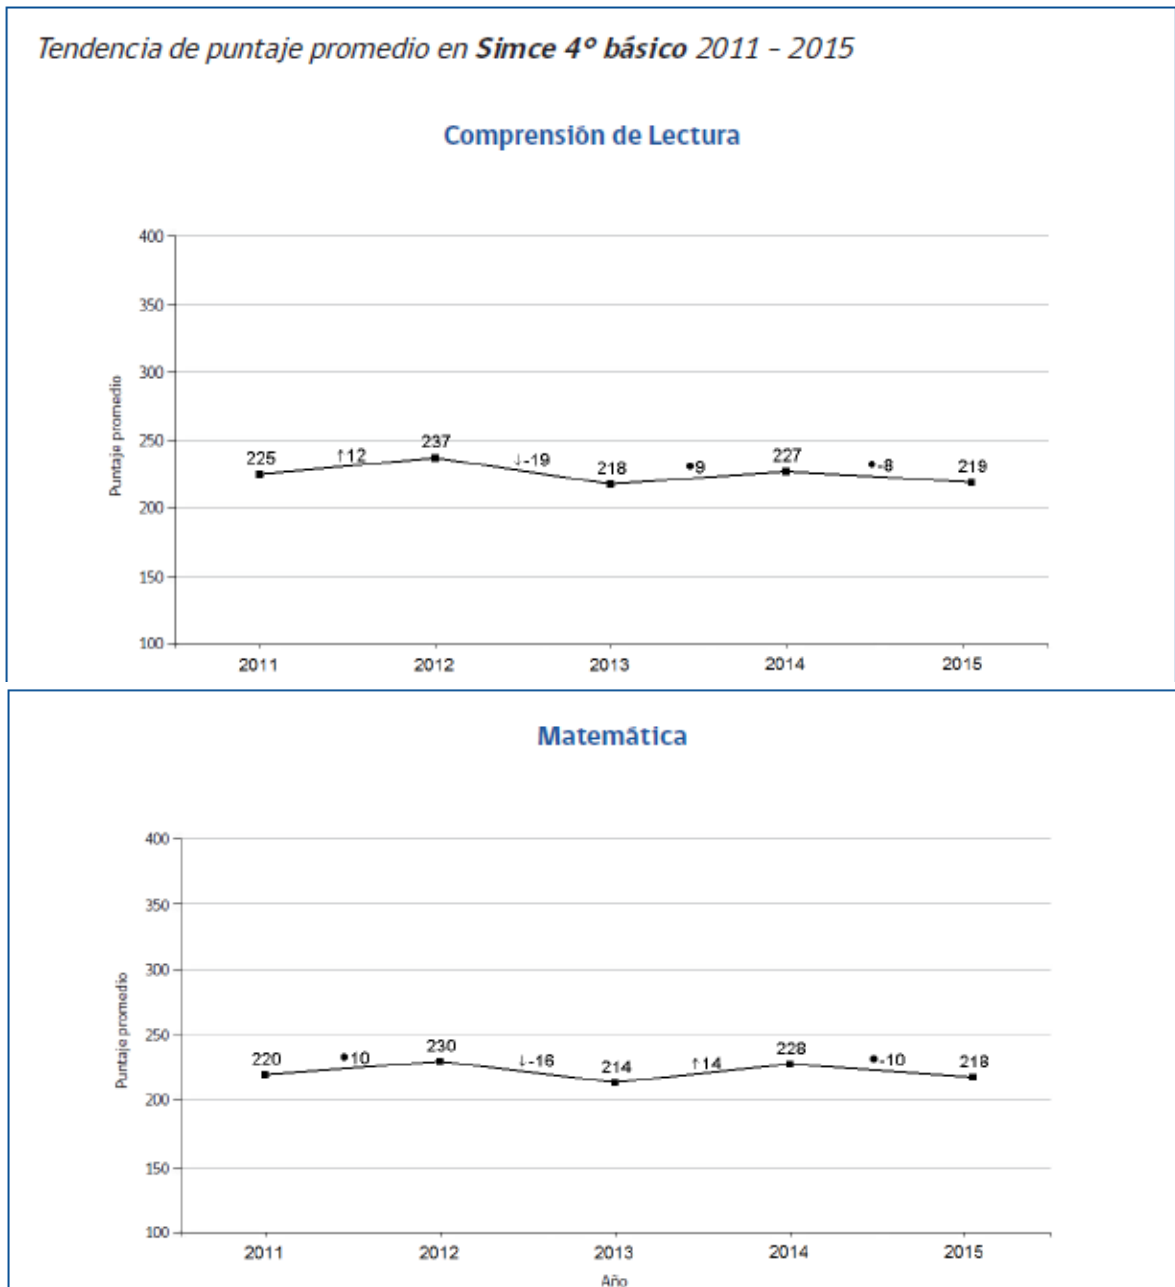 Tendencia de puntaje promedio en Simce 4° básico 2011 – 2015
Comprensión de Lectura
400
350
300
250
200
150
100
Puntaje promedio
225 ↑12 237 ↓-19 218 •9 227 •-8 219
2011 2012 2013 2014 2015
Matemática
400
350
300
250
200
150
100
Puntaje promedio
220 •10 230 ↓-16 214 ↑14 228 •-10 218
2011 2012 2013 2014 2015
Año